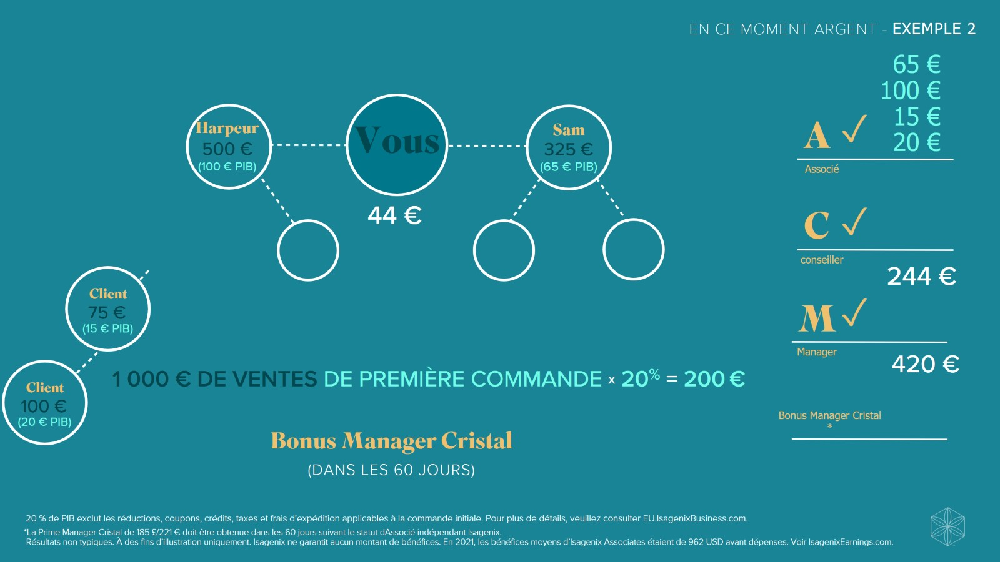 EN CE MOMENT ARGENT - EXEMPLE 2
65 €
100 €
15 €
20 €
A ✓
Associé
Harpeur
500 €
(100 € PIB)
Vous
44 €
Sam
325 €
(65 € PIB)
C ✓
conseiller
244 €
Client
75 €
(15 € PIB)
M ✓
Manager
420 €
Client
100 €
(20 € PIB)
1 000 € DE VENTES DE PREMIÈRE COMMANDE x 20% = 200 €
Bonus Manager Cristal
*
Bonus Manager Cristal
(DANS LES 60 JOURS)
20 % de PIB exclut les réductions, coupons, crédits, taxes et frais d'expédition applicables à la commande initiale. Pour plus de détails, veuillez consulter EU.IsagenixBusiness.com.
*La Prime Manager Cristal de 185 £/221 € doit être obtenue dans les 60 jours suivant le statut dAssocié indépendant Isagenix.
Résultats non typiques. À des fins d'illustration uniquement. Isagenix ne garantit aucun montant de bénéfices. En 2021, les bénéfices moyens d'Isagenix Associates étaient de 962 USD avant dépenses. Voir IsagenixEarnings.com.